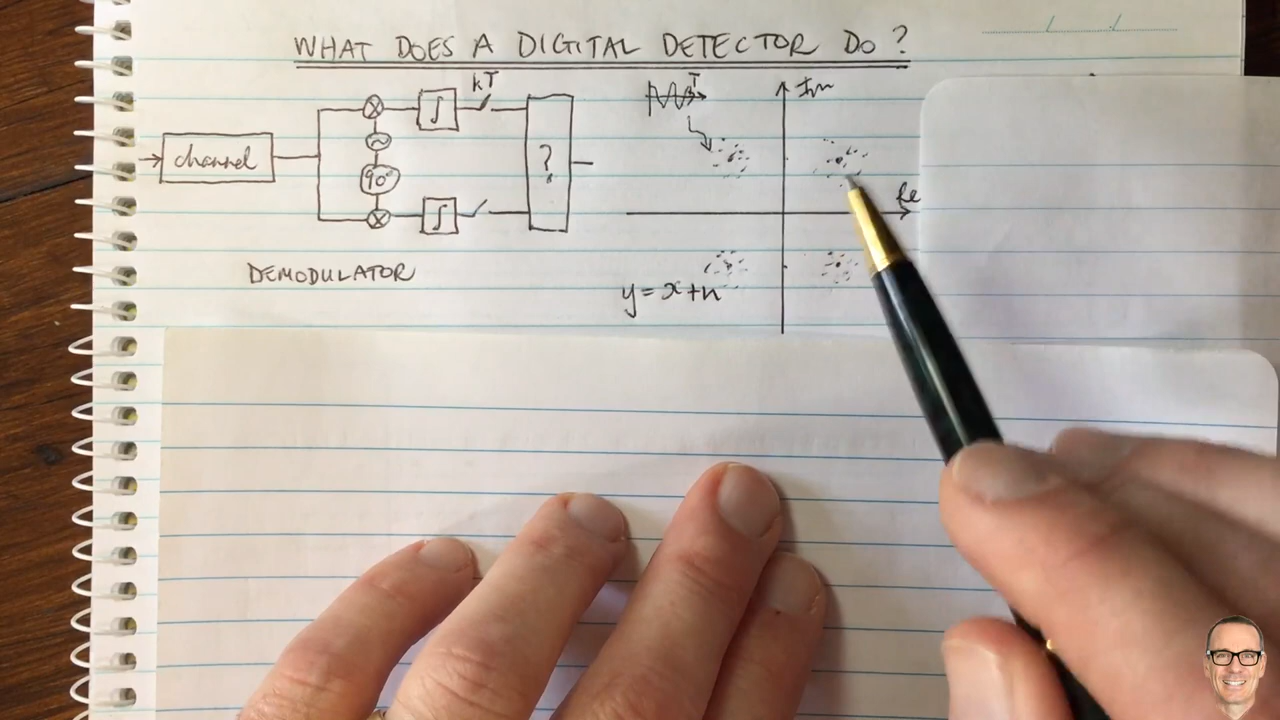 WHAT DOES A DIGITAL DETECTOR DO?
kT
T
Im
channel
90°
?
Re
DEMODULATOR
y = x + n